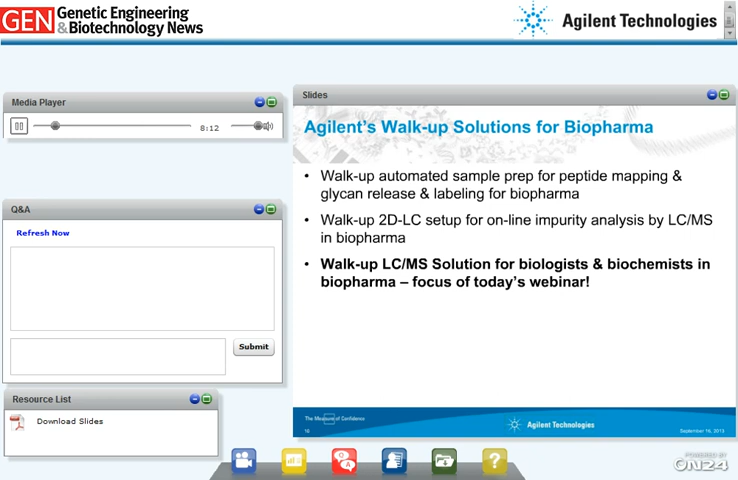 GEN Genetic Engineering
& Biotechnology News
Agilent Technologies
Media Player
8:12
Q&A
Refresh Now
Submit
Resource List
Download Slides
Slides
Agilent's Walk-up Solutions for Biopharma
• Walk-up automated sample prep for peptide mapping &
glycan release & labeling for biopharma
• Walk-up 2D-LC setup for on-line impurity analysis by LC/MS
in biopharma
• Walk-up LC/MS Solution for biologists & biochemists in
biopharma – focus of today's webinar!
The Measure of Confidence
Agilent Technologies
September 16, 2013
Q
A
?
POWERED BY
ON24